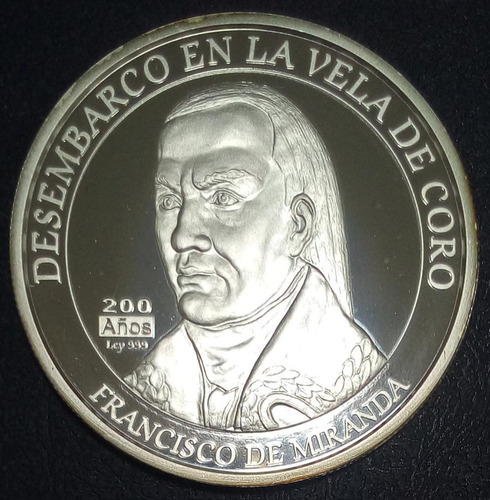 DESEMBARCO EN LA VELA DE CORO
200
Años
Ley 999
FRANCISCO DE MIRANDA